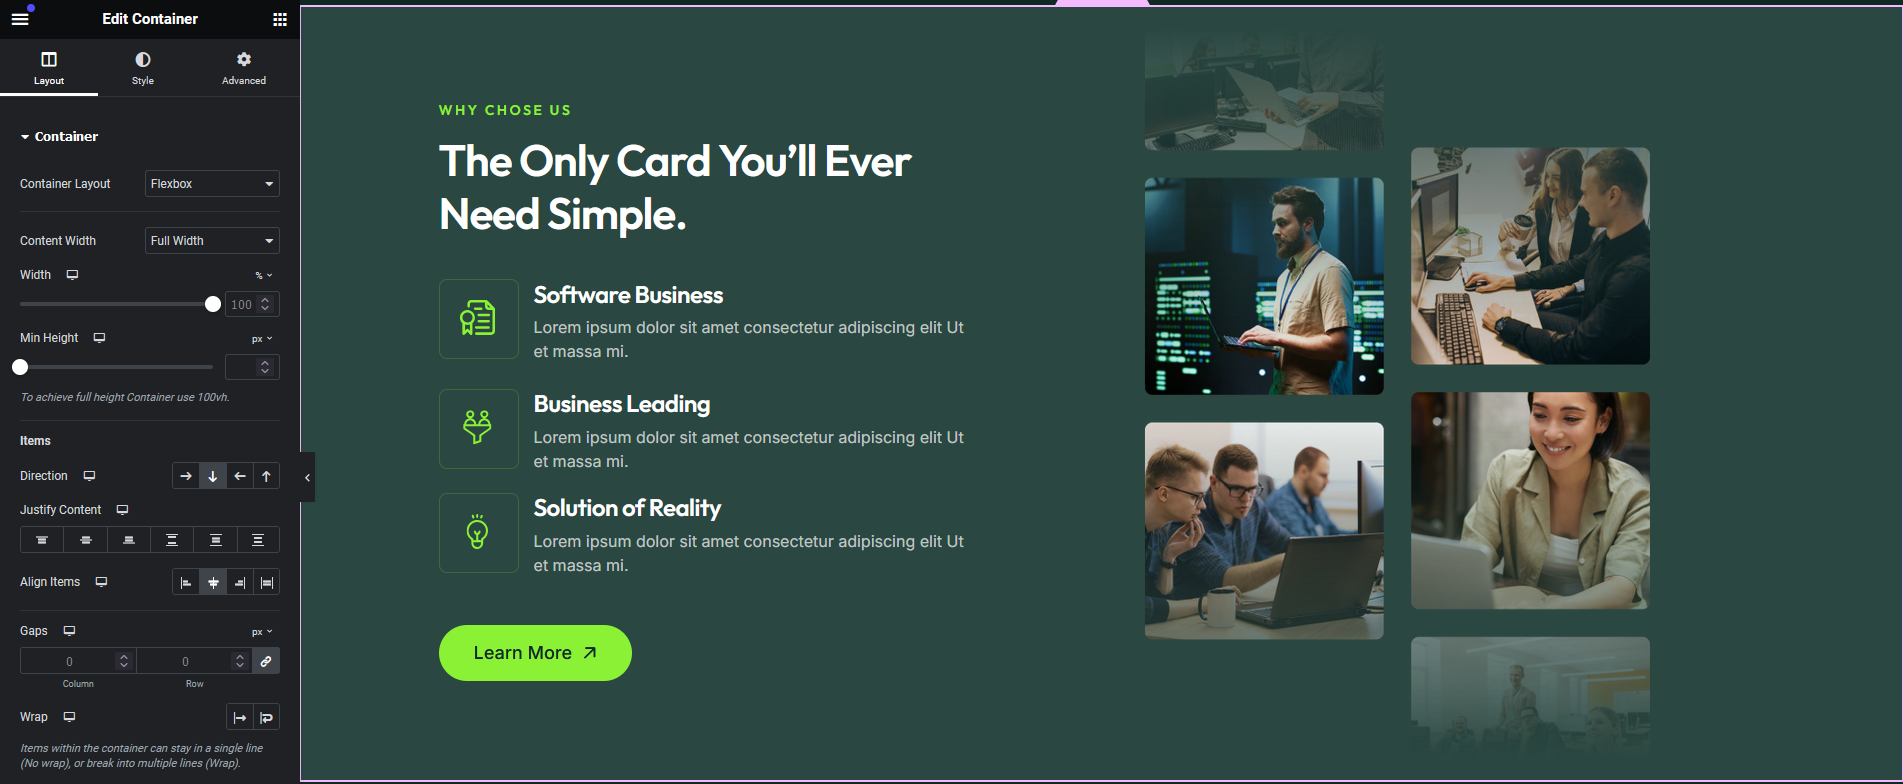 Edit Container
Layout
Style
Advanced
Container
Container Layout
Flexbox
Content Width
Full Width
Width
%
100
Min Height
px
To achieve full height Container use 100vh.
Items
Direction
Justify Content
Align Items
Gaps
px
0
0
Column
Row
Wrap
Items within the container can stay in a single line
(No wrap), or break into multiple lines (Wrap).
WHY CHOSE US
The Only Card You’ll Ever
Need Simple.
Software Business
Lorem ipsum dolor sit amet consectetur adipiscing elit Ut
et massa mi.
Business Leading
Lorem ipsum dolor sit amet consectetur adipiscing elit Ut
et massa mi.
Solution of Reality
Lorem ipsum dolor sit amet consectetur adipiscing elit Ut
et massa mi.
Learn More